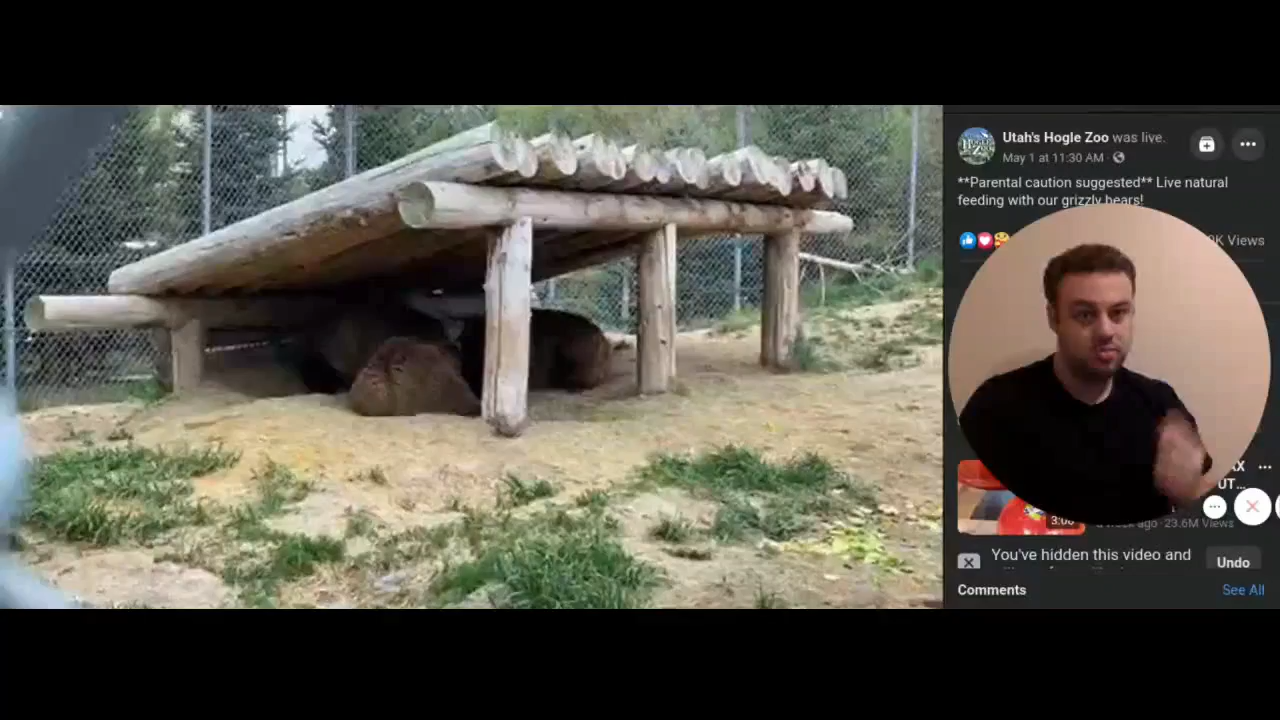 Utah's Hogle Zoo was live.
May 1 at 11:30 AM
**Parental caution suggested** Live natural
feeding with our grizzly bears!
K Views
UT...
3:00
a week ago · 23.6M Views
You've hidden this video and
Undo
Comments
See All